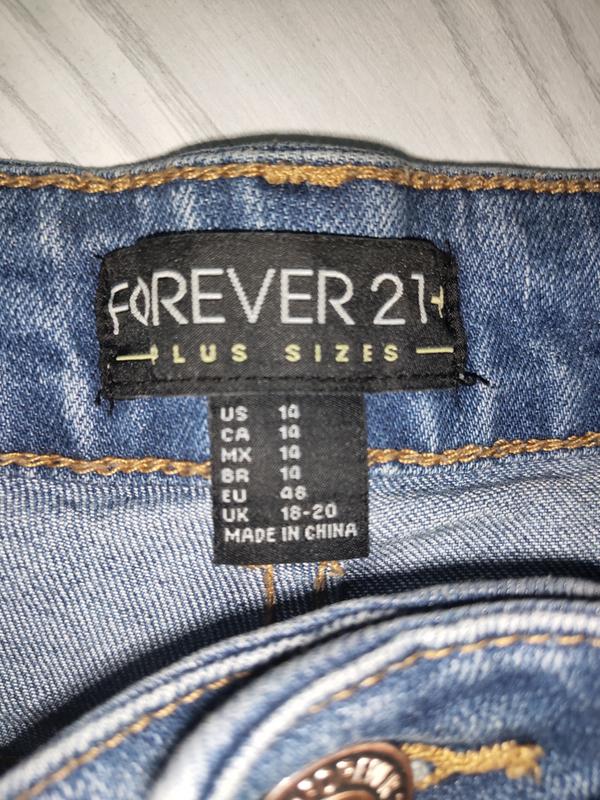 FOREVER 21+
PLUS SIZES
US 14
CA 14
MX 14
BR 14
EU 48
UK 18-20
MADE IN CHINA